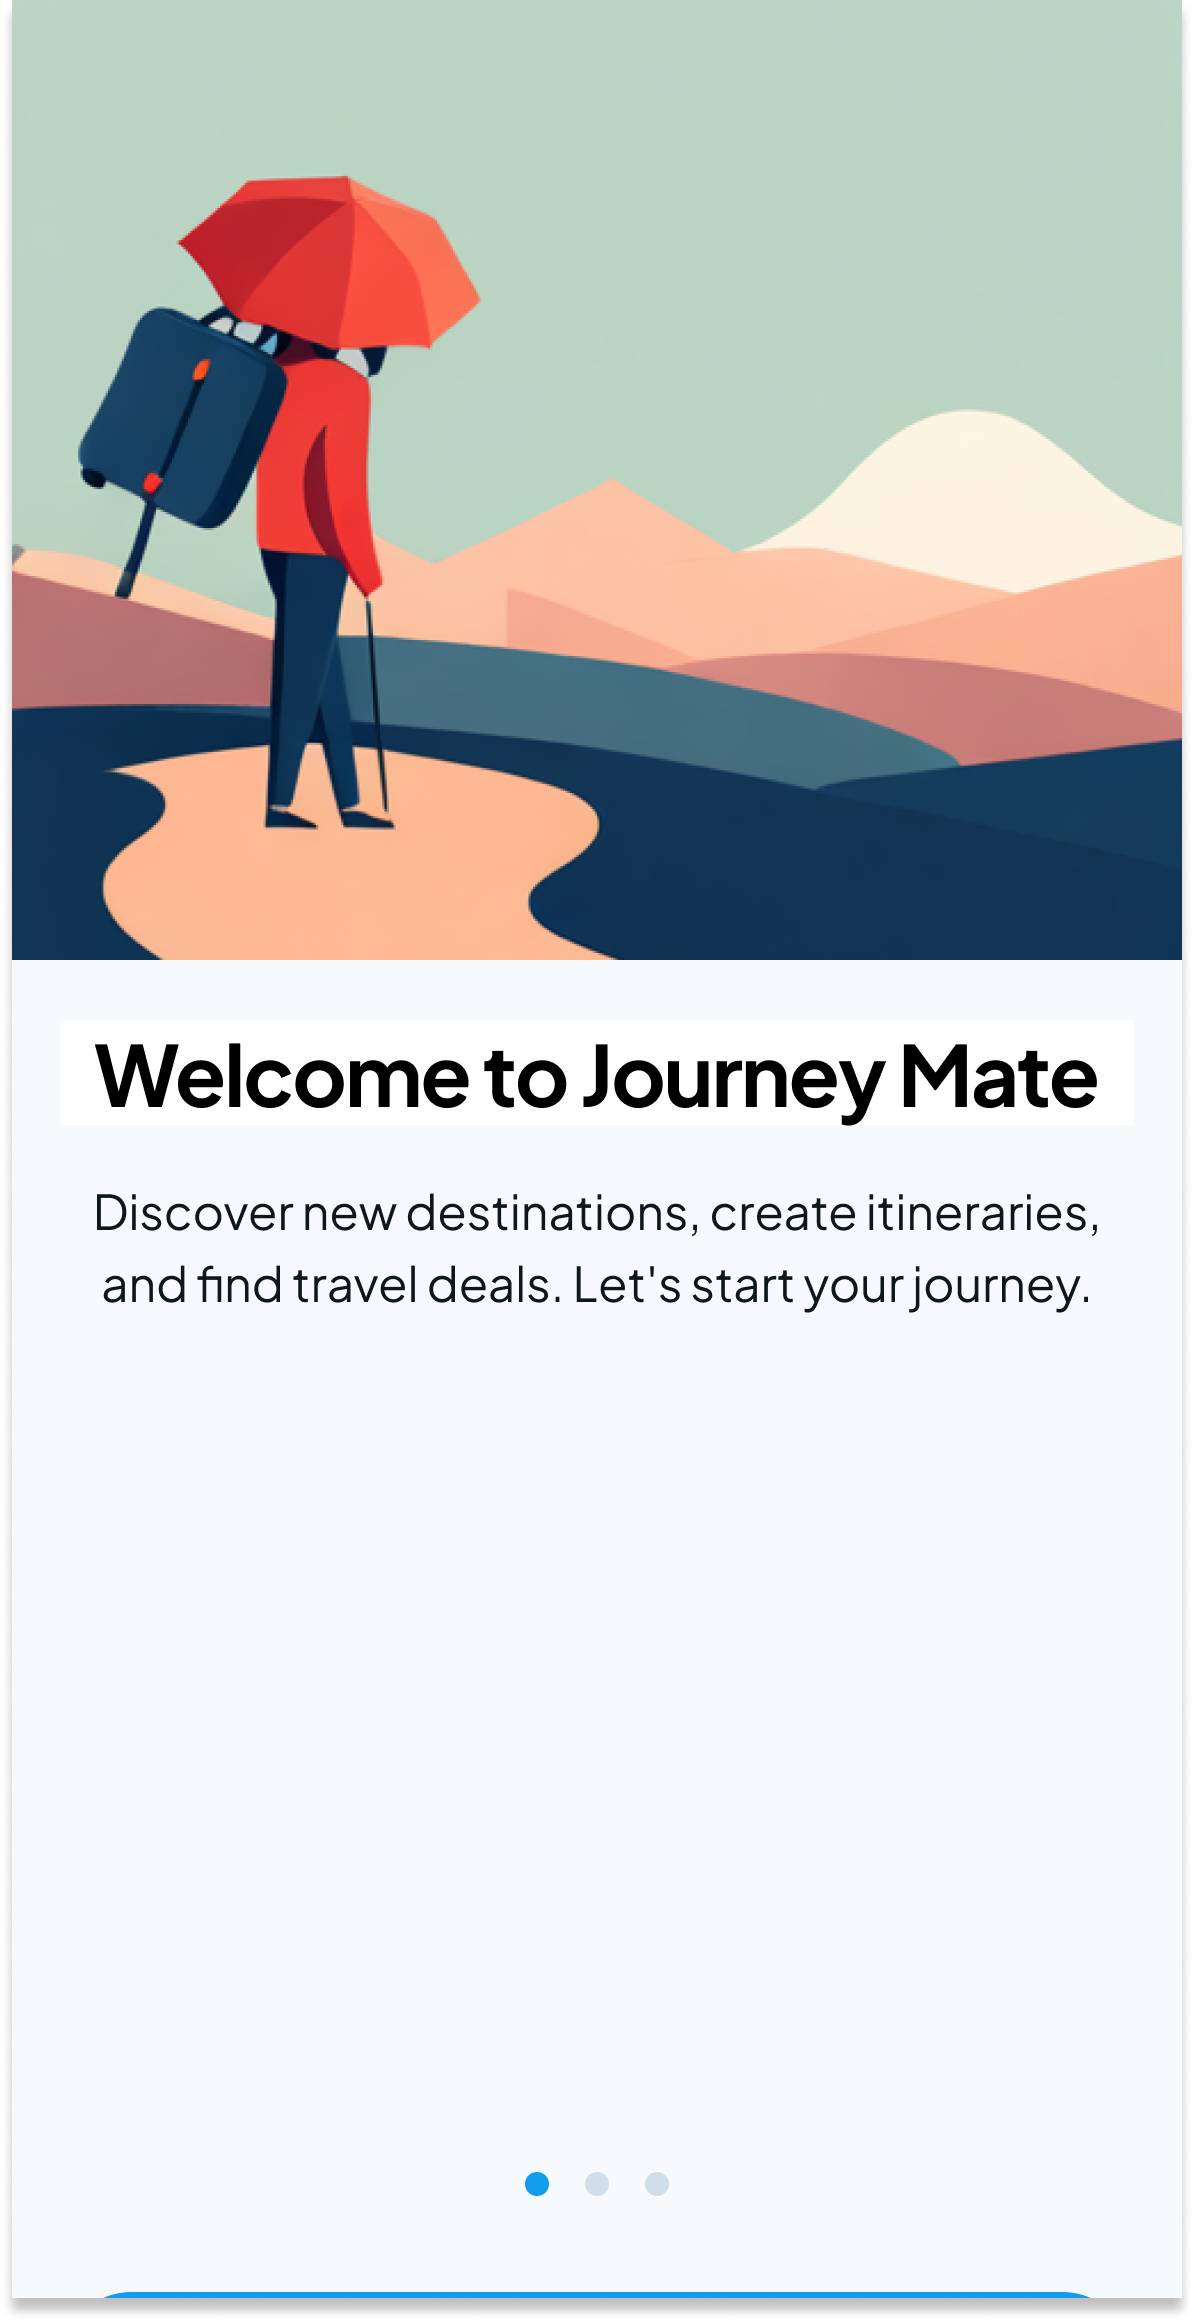 Welcome to Journey Mate
Discover new destinations, create itineraries,
and find travel deals. Let's start your journey.